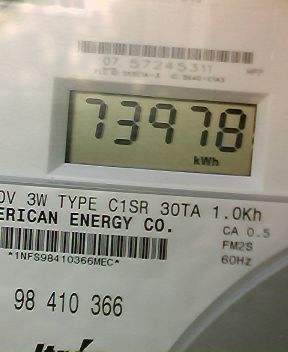 07 57245311
73978
kWh
0V 3W TYPE C1SR 30TA 1.0Kh
ERICAN ENERGY CO.
CA 0.5
FM2S
60Hz
*1NFS98410366MEC*
98 410 366